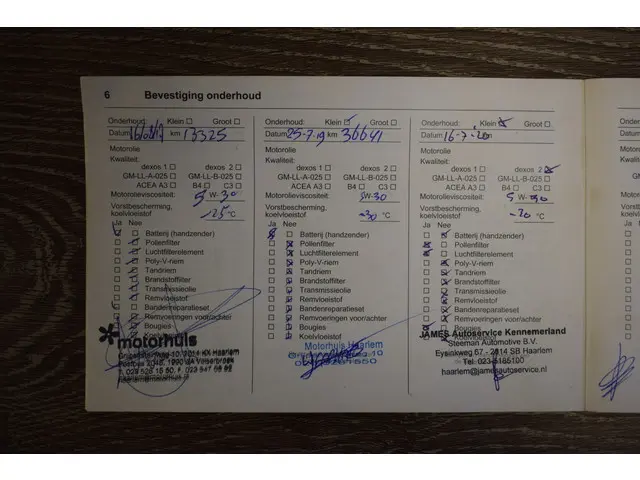 6 Bevestiging onderhoud
Onderhoud: Klein Groot
Datum km 13325
Motorolie
Kwaliteit:
dexos 1 dexos 2
GM-LL-A-025 GM-LL-B-025
ACEA A3 B4 C3
Motorolieviscositeit: 5 W-30
Vorstbescherming, koelvloeistof -25 °C
Ja Nee
Batterij (handzender)
Pollenfilter
Luchtfilterelement
Poly-V-riem
Tandriem
Brandstoffilter
Transmissieolie
Remvloeistof
Bandenreparatieset
Remvoeringen voor/achter
Bougies
Koelvloeistof
motorhuis
Onderhoud: Klein Groot
Datum 25-7-19 km 36641
Motorolie
Kwaliteit:
dexos 1 dexos 2
GM-LL-A-025 GM-LL-B-025
ACEA A3 B4 C3
Motorolieviscositeit: 5W-30
Vorstbescherming, koelvloeistof -30 °C
Ja Nee
Batterij (handzender)
Pollenfilter
Luchtfilterelement
Poly-V-riem
Tandriem
Brandstoffilter
Transmissieolie
Remvloeistof
Bandenreparatieset
Remvoeringen voor/achter
Bougies
Koelvloeistof
Motorhuis Haarlem
Onderhoud: Klein Groot
Datum 16-7-20
Motorolie
Kwaliteit:
dexos 1 dexos 2
GM-LL-A-025 GM-LL-B-025
ACEA A3 B4 C3
Motorolieviscositeit: 5 W-30
Vorstbescherming, koelvloeistof -20 °C
Ja Nee
Batterij (handzender)
Pollenfilter
Luchtfilterelement
Poly-V-riem
Tandriem
Brandstoffilter
Transmissieolie
Remvloeistof
Bandenreparatieset
Remvoeringen voor/achter
Bougies
Koelvloeistof
JAMES Autoservice Kennemerland
Steeman Automotive B.V.
Eysinkweg 67 - 2014 SB Haarlem
Tel. 023-5185100
haarlem@jamesautoservice.nl